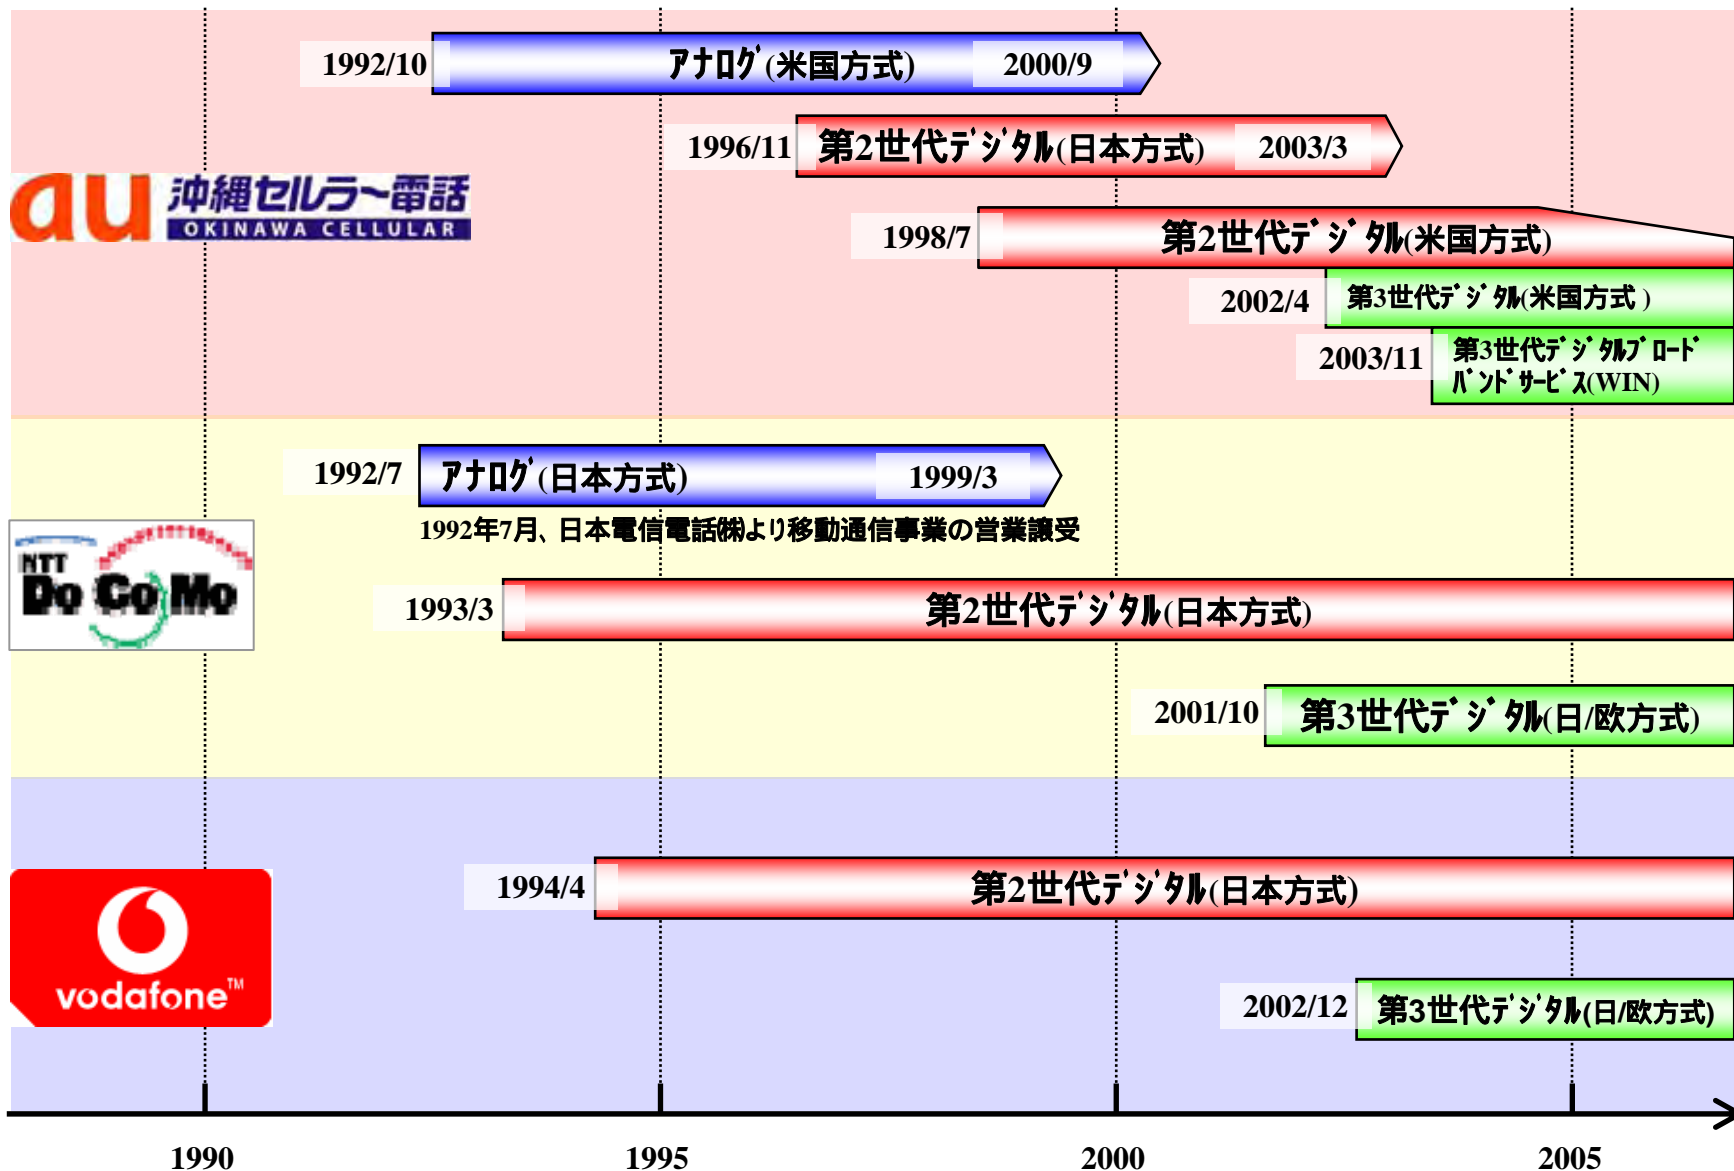 1992/10 アナログ(米国方式) 2000/9
1996/11 第2世代デジタル(日本方式) 2003/3
au 沖縄セルラー電話
OKINAWA CELLULAR
1998/7 第2世代デジタル(米国方式)
2002/4 第3世代デジタル(米国方式 )
2003/11 第3世代デジタルブロード
バンドサービス(WIN)
1992/7 アナログ(日本方式) 1999/3
1992年7月、日本電信電話㈱より移動通信事業の営業譲受
NTT
DoCoMo
1993/3 第2世代デジタル(日本方式)
2001/10 第3世代デジタル(日/欧方式)
1994/4 第2世代デジタル(日本方式)
vodafone™
2002/12 第3世代デジタル(日/欧方式)
1990 1995 2000 2005